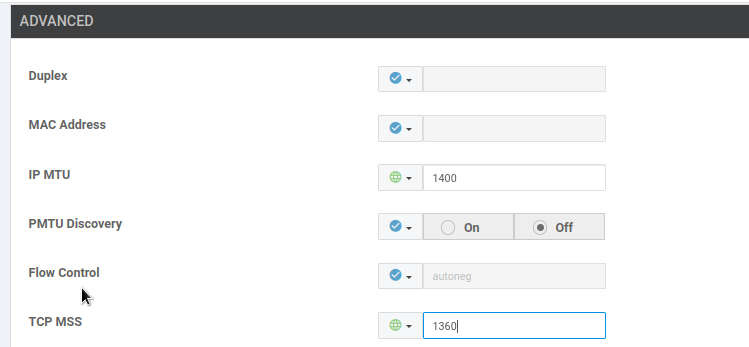 ADVANCED
Duplex
MAC Address
IP MTU 1400
PMTU Discovery On Off
Flow Control autoneg
TCP MSS 1360